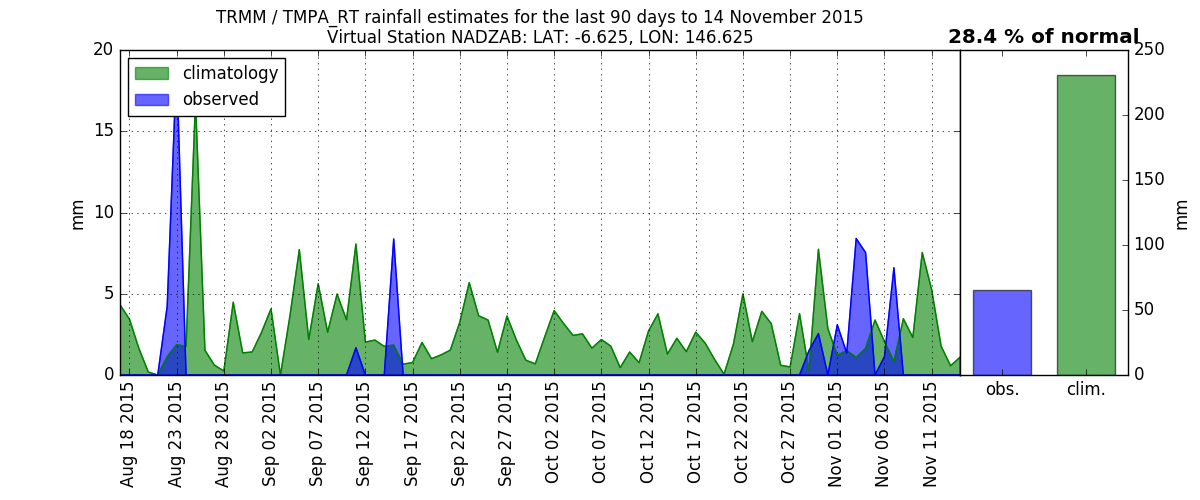 TRMM / TMPA_RT rainfall estimates for the last 90 days to 14 November 2015
Virtual Station NADZAB: LAT: -6.625, LON: 146.625
28.4 % of normal
climatology
observed
20
15
10
5
0
mm
250
200
150
100
50
0
mm
Aug 18 2015
Aug 23 2015
Aug 28 2015
Sep 02 2015
Sep 07 2015
Sep 12 2015
Sep 17 2015
Sep 22 2015
Sep 27 2015
Oct 02 2015
Oct 07 2015
Oct 12 2015
Oct 17 2015
Oct 22 2015
Oct 27 2015
Nov 01 2015
Nov 06 2015
Nov 11 2015
obs.
clim.